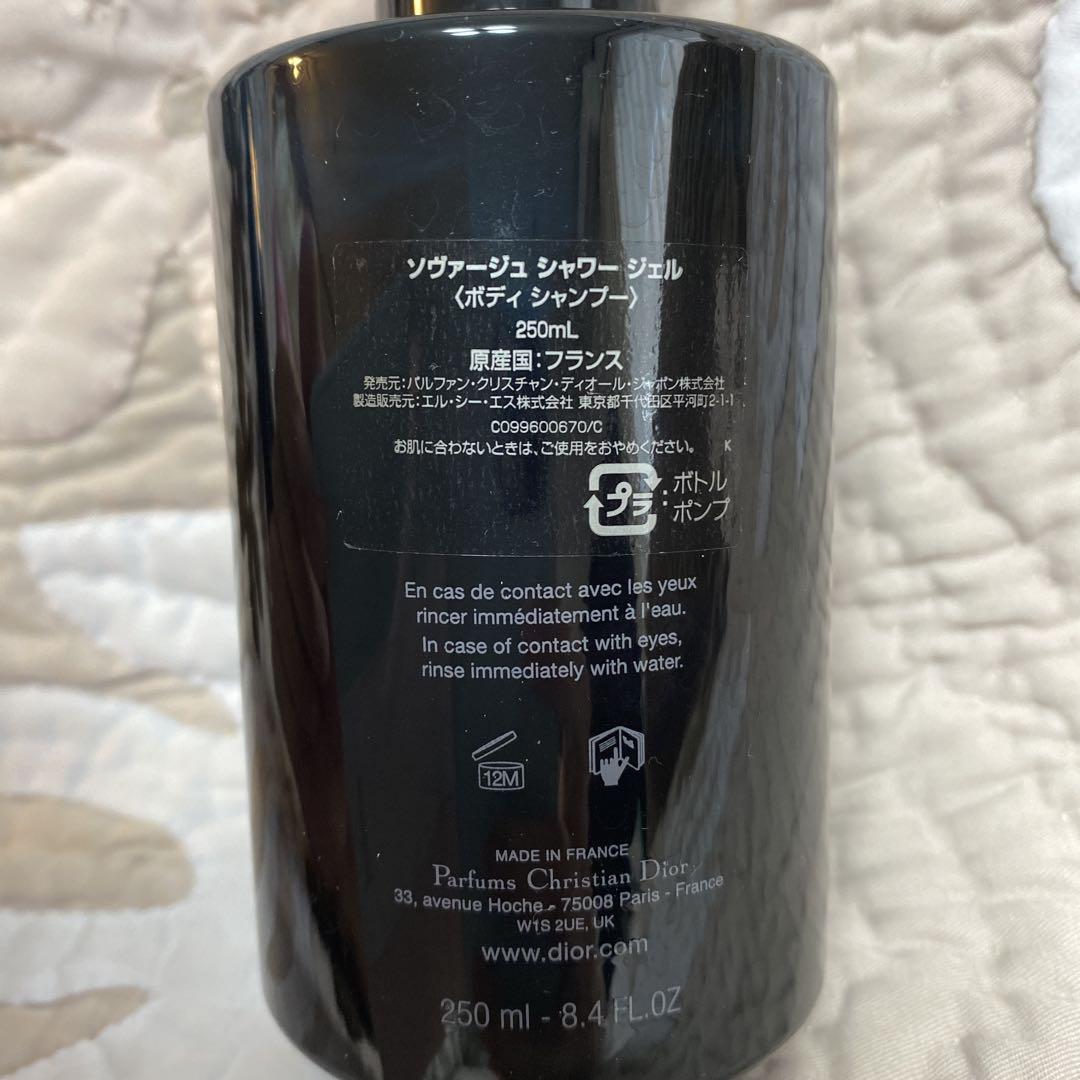 ソヴァージュ シャワー ジェル
〈ボディ シャンプー〉
250mL
原産国：フランス
発売元：パルファン・クリスチャン・ディオール・ジャポン株式会社
製造販売元：エル・シー・エス株式会社 東京都千代田区平河町2-1-1
CO99600670/C
お肌に合わないときは、ご使用をおやめください。 K
プラ：ボトル
ポンプ
En cas de contact avec les yeux
rincer immédiatement à l'eau.
In case of contact with eyes,
rinse immediately with water.
12M
MADE IN FRANCE
Parfums Christian Dior
33, avenue Hoche - 75008 Paris - France
W1S 2UE, UK
www.dior.com
250 ml - 8.4 FL.OZ